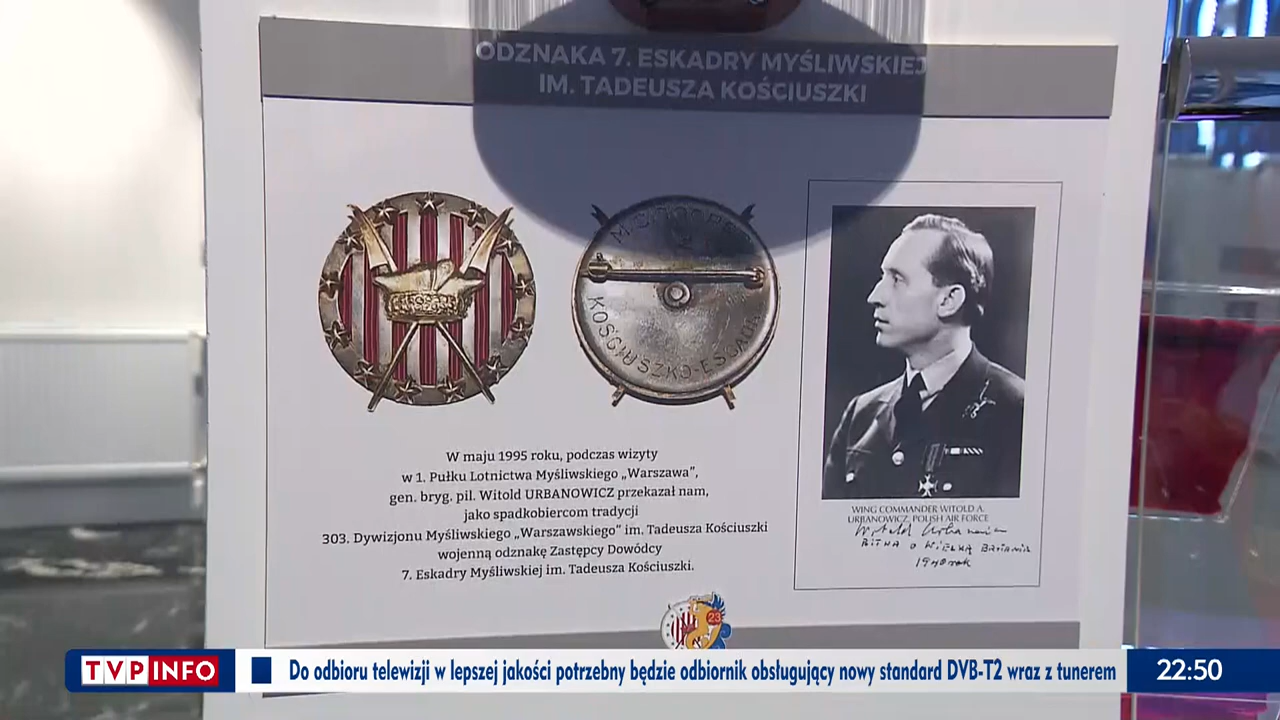 ODZNAKA 7. ESKADRY MYŚLIWSKIEJ
IM. TADEUSZA KOŚCIUSZKI
KOŚCIUSZKO-ESCADR
W maju 1995 roku, podczas wizyty
w 1. Pułku Lotnictwa Myśliwskiego „Warszawa”,
gen. bryg. pil. Witold URBANOWICZ przekazał nam,
jako spadkobiercom tradycji
303. Dywizjonu Myśliwskiego „Warszawskiego” im. Tadeusza Kościuszki
wojenną odznakę Zastępcy Dowódcy
7. Eskadry Myśliwskiej im. Tadeusza Kościuszki.
WING COMMANDER WITOLD A.
URBANOWICZ, POLISH AIR FORCE
Witold Urbanowicz
BITWA O WIELKĄ BRYTANIĘ
1940 rok
23
TVP INFO
Do odbioru telewizji w lepszej jakości potrzebny będzie odbiornik obsługujący nowy standard DVB-T2 wraz z tunerem
22:50